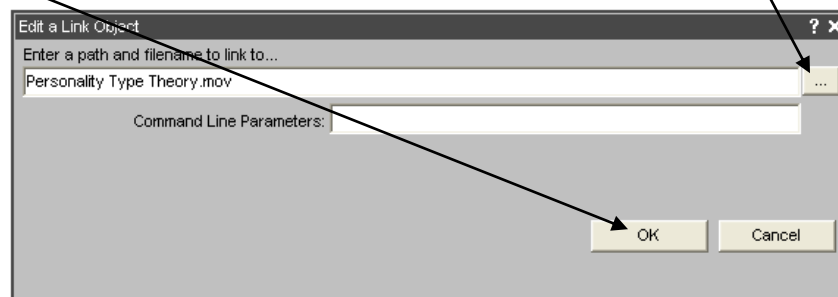 Edit a Link Object ? x
Enter a path and filename to link to...
Personality Type Theory.mov
...
Command Line Parameters:
OK Cancel